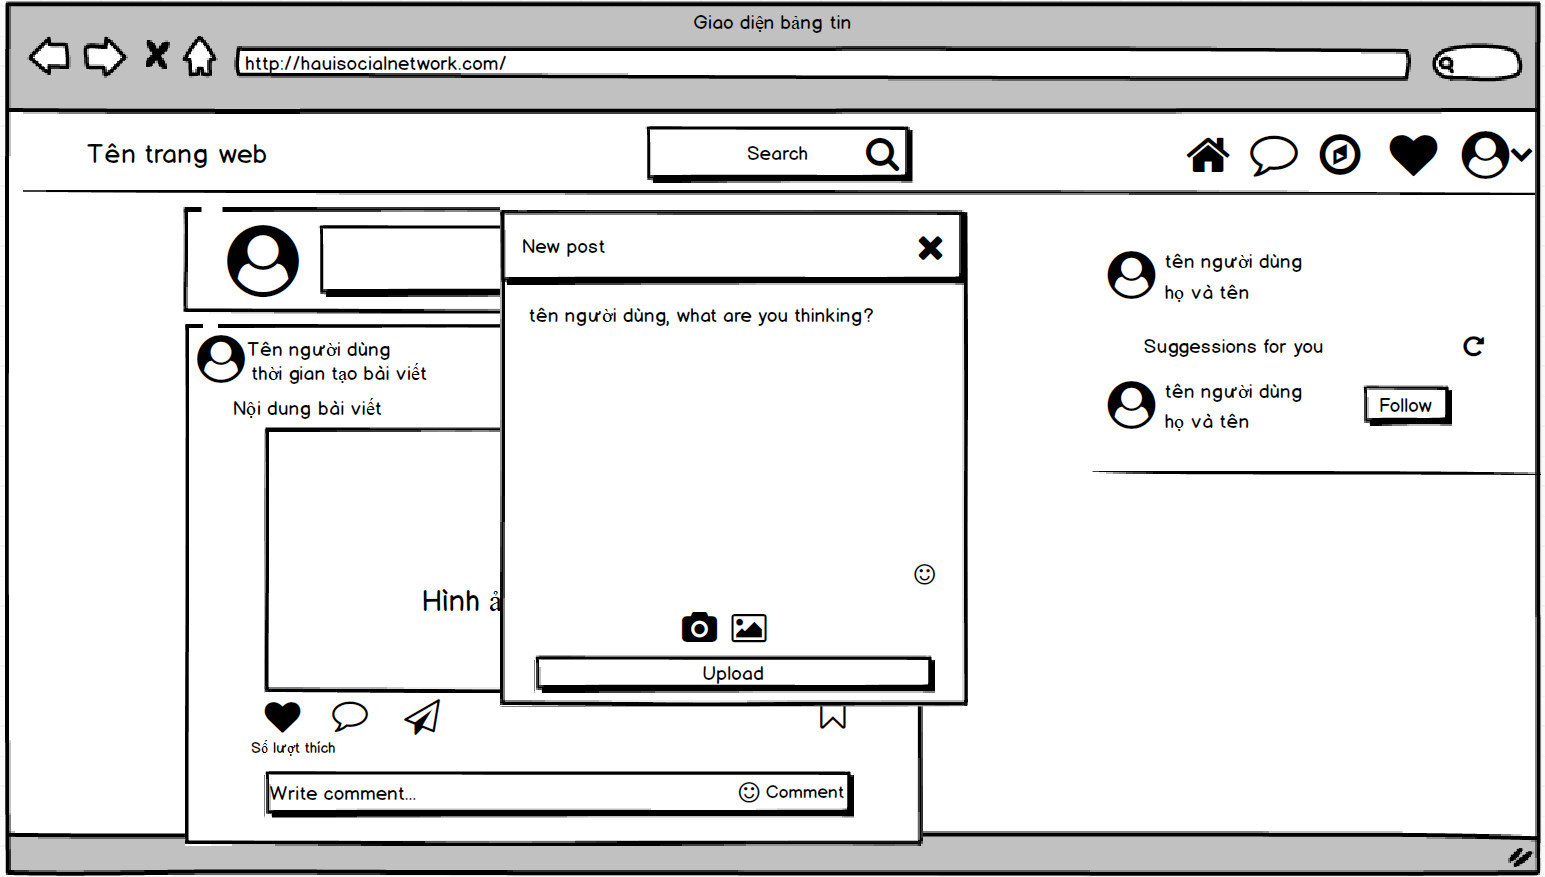 Giao diện bảng tin
http://hauisocialnetwork.com/
Tên trang web
Search
New post
tên người dùng, what are you thinking?
Upload
Tên người dùng
thời gian tạo bài viết
Nội dung bài viết
Hình ả
Số lượt thích
Write comment...
Comment
tên người dùng
họ và tên
Suggessions for you
tên người dùng
họ và tên
Follow